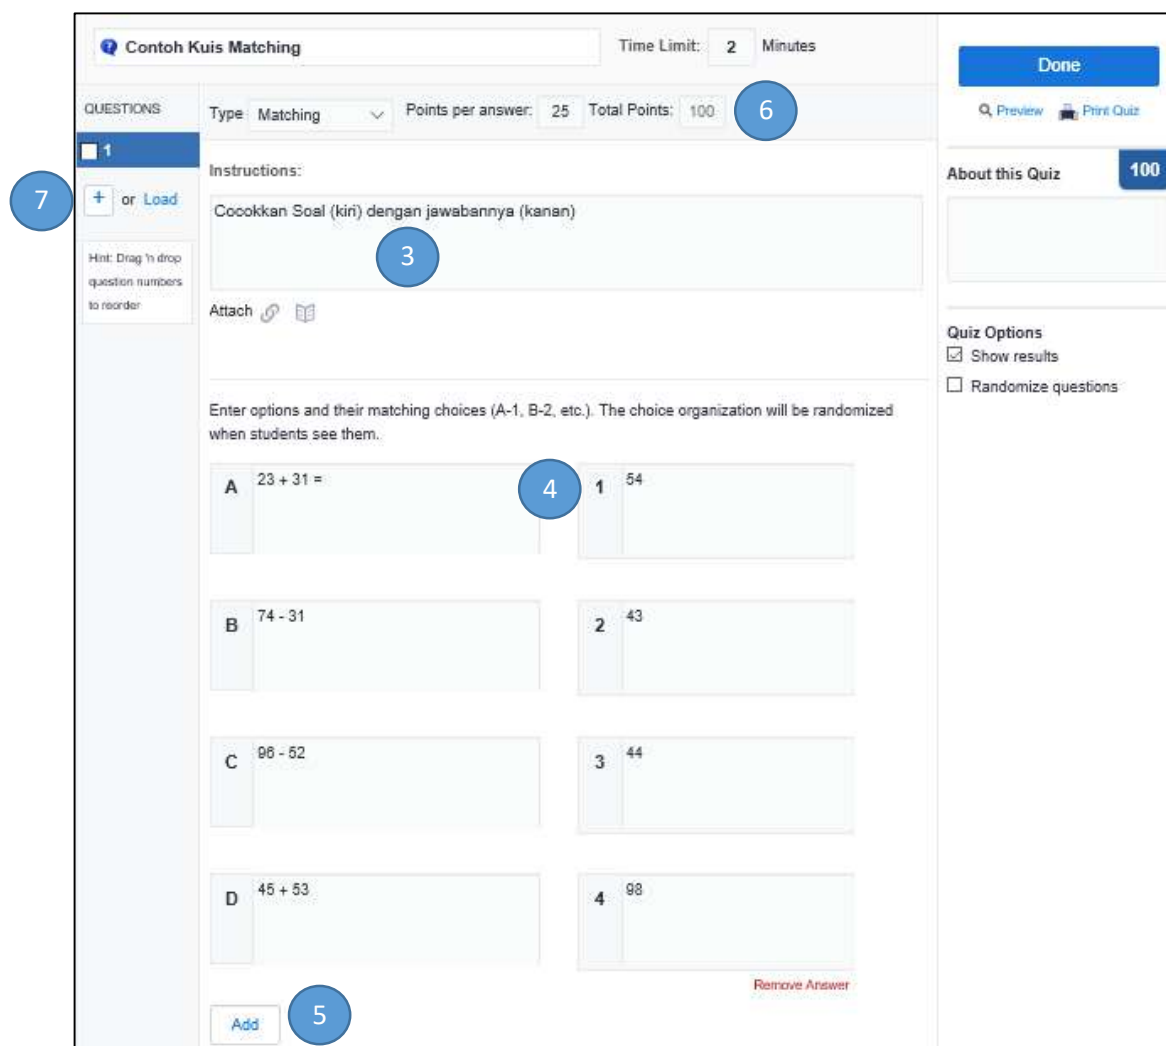 Contoh Kuis Matching
Time Limit: 2 Minutes
Done
Preview Print Quiz
QUESTIONS
Type Matching Points per answer: 25 Total Points: 100 6
1
7
+ or Load
Hint: Drag 'n drop
question numbers
to reorder
Instructions:
Cocokkan Soal (kiri) dengan jawabannya (kanan)
3
Attach
About this Quiz 100
Quiz Options
Show results
Randomize questions
Enter options and their matching choices (A-1, B-2, etc.). The choice organization will be randomized
when students see them.
A 23 + 31 = 4 1 54
B 74 - 31 2 43
C 96 - 52 3 44
D 45 + 53 4 98
Remove Answer
Add 5